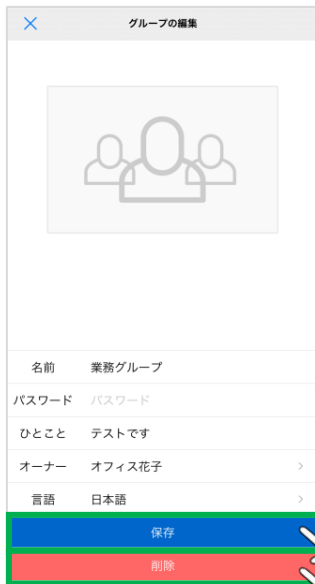 グループの編集
名前 業務グループ
パスワード パスワード
ひとこと テストです
オーナー オフィス花子
言語 日本語
保存
削除